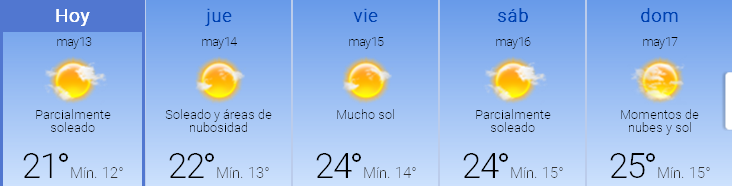 Hoy
may13
Parcialmente
soleado
21° Mín. 12°
jue
may14
Soleado y áreas de
nubosidad
22° Mín. 13°
vie
may15
Mucho sol
24° Mín. 14°
sáb
may16
Parcialmente
soleado
24° Mín. 15°
dom
may17
Momentos de
nubes y sol
25° Mín. 15°